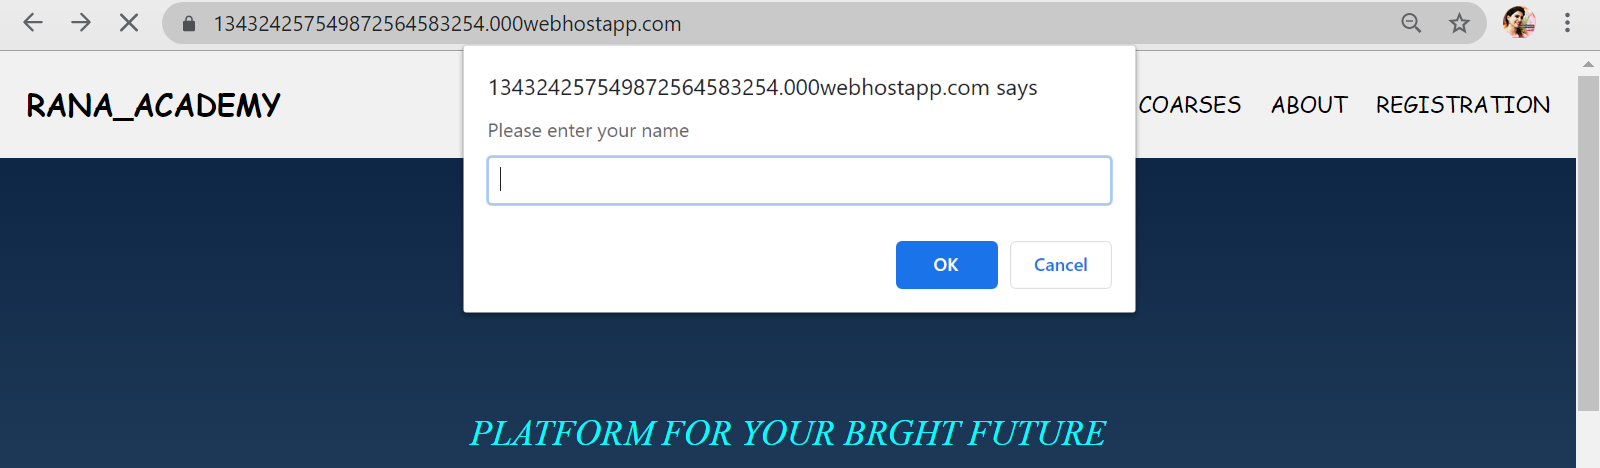 134324257549872564583254.000webhostapp.com
134324257549872564583254.000webhostapp.com says
RANA_ACADEMY
COARSES ABOUT REGISTRATION
Please enter your name
OK Cancel
PLATFORM FOR YOUR BRGHT FUTURE